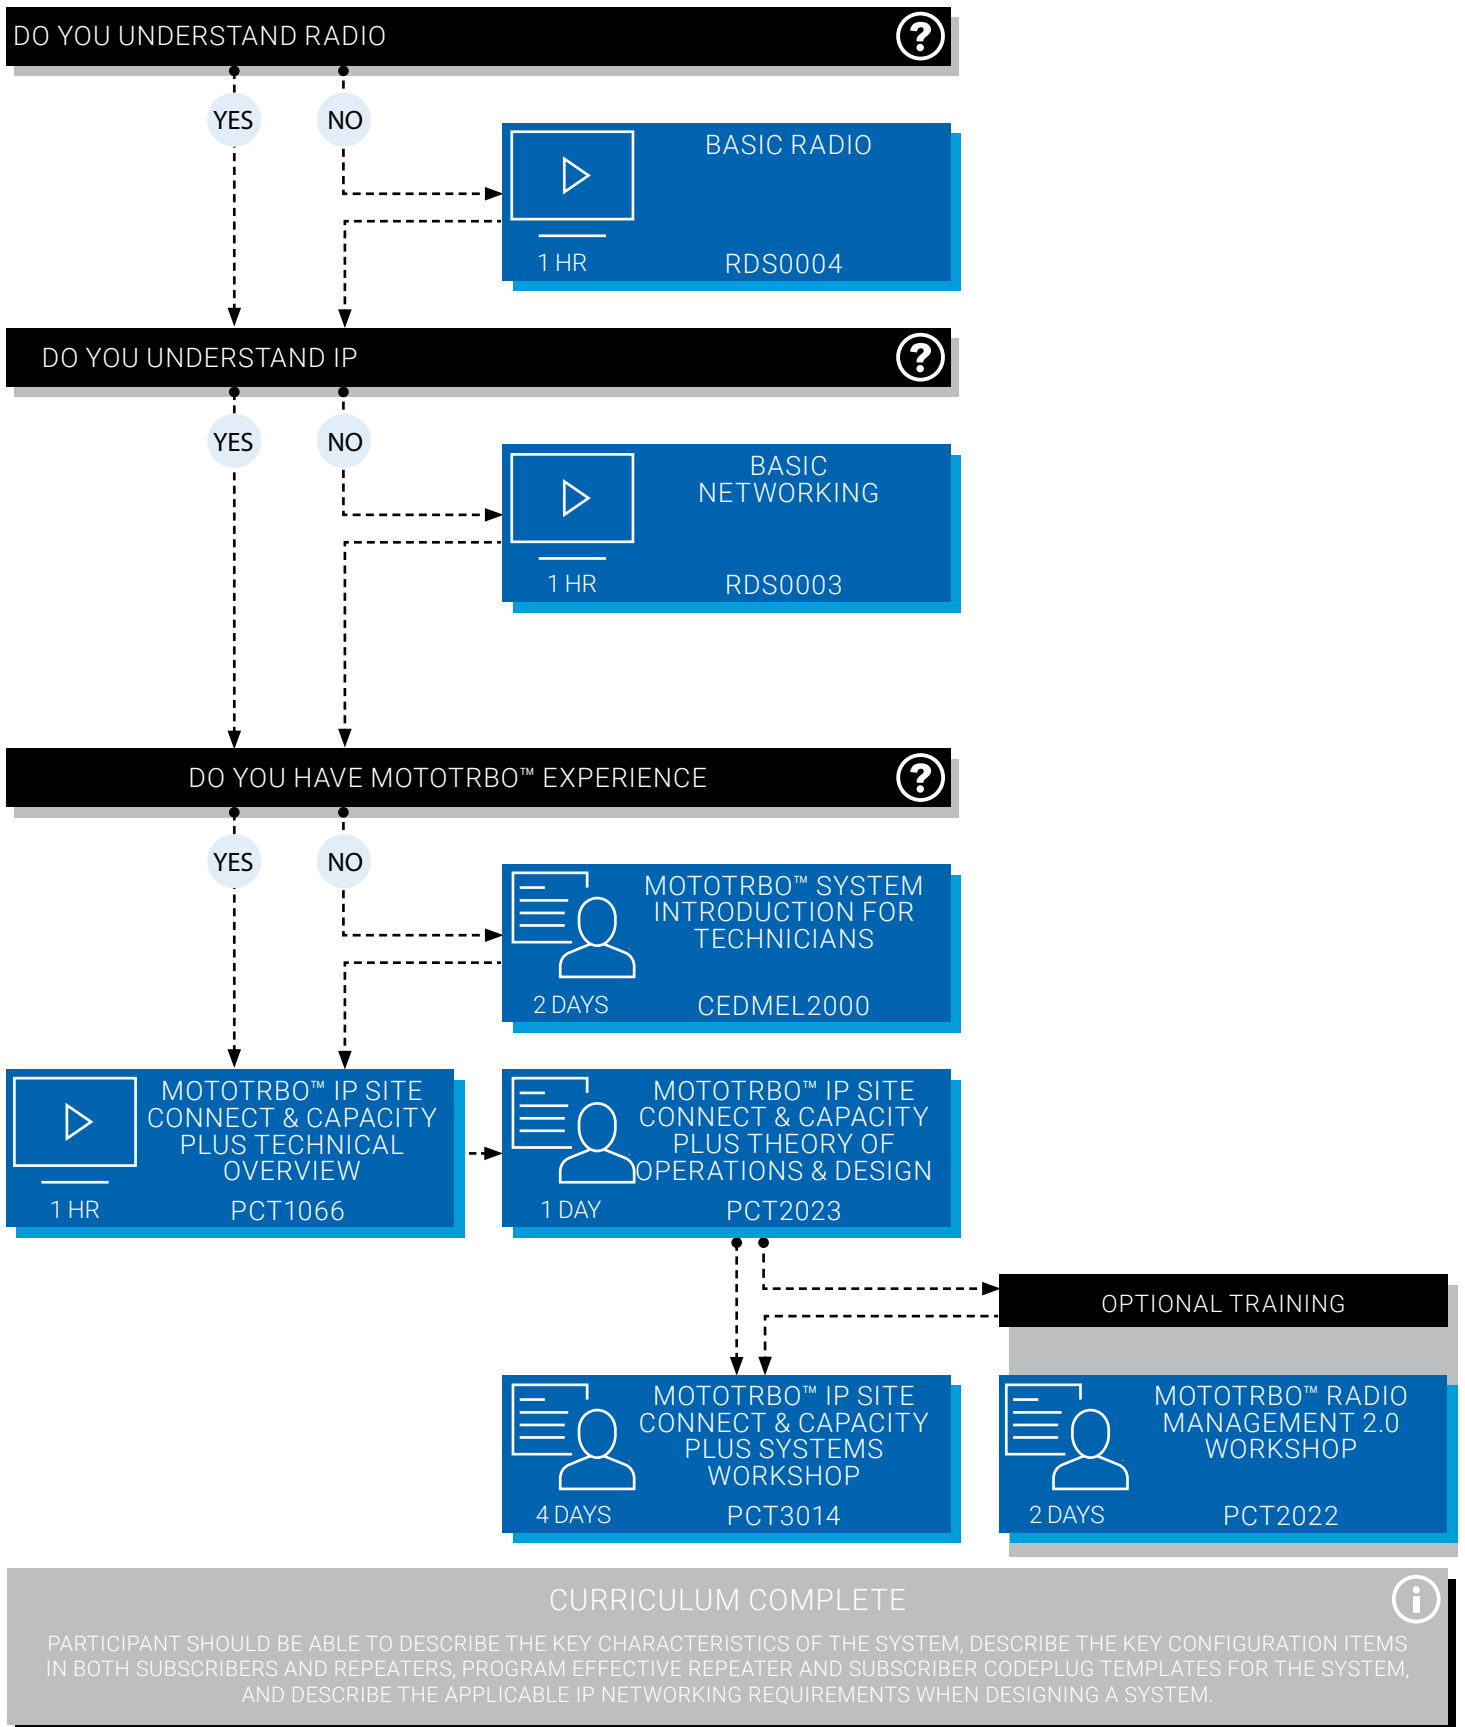 DO YOU UNDERSTAND RADIO
?
YES
NO
BASIC RADIO
1 HR
RDS0004
DO YOU UNDERSTAND IP
?
YES
NO
BASIC
NETWORKING
1 HR
RDS0003
DO YOU HAVE MOTOTRBO™ EXPERIENCE
?
YES
NO
MOTOTRBO™ SYSTEM
INTRODUCTION FOR
TECHNICIANS
2 DAYS
CEDMEL2000
MOTOTRBO™ IP SITE
CONNECT & CAPACITY
PLUS TECHNICAL
OVERVIEW
1 HR
PCT1066
MOTOTRBO™ IP SITE
CONNECT & CAPACITY
PLUS THEORY OF
OPERATIONS & DESIGN
1 DAY
PCT2023
OPTIONAL TRAINING
MOTOTRBO™ IP SITE
CONNECT & CAPACITY
PLUS SYSTEMS
WORKSHOP
4 DAYS
PCT3014
MOTOTRBO™ RADIO
MANAGEMENT 2.0
WORKSHOP
2 DAYS
PCT2022
CURRICULUM COMPLETE
i
PARTICIPANT SHOULD BE ABLE TO DESCRIBE THE KEY CHARACTERISTICS OF THE SYSTEM, DESCRIBE THE KEY CONFIGURATION ITEMS
IN BOTH SUBSCRIBERS AND REPEATERS, PROGRAM EFFECTIVE REPEATER AND SUBSCRIBER CODEPLUG TEMPLATES FOR THE SYSTEM,
AND DESCRIBE THE APPLICABLE IP NETWORKING REQUIREMENTS WHEN DESIGNING A SYSTEM.